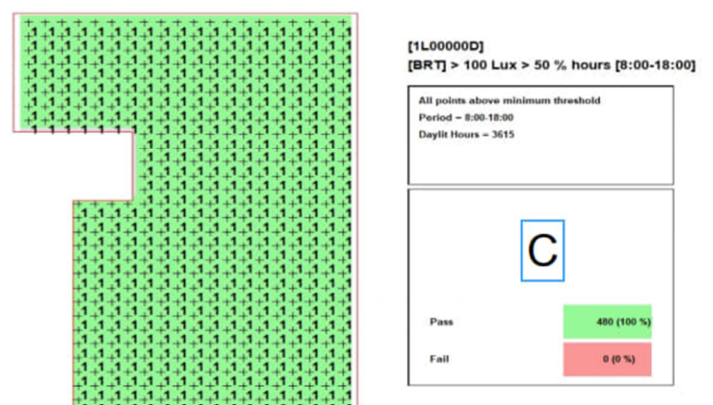 [1L00000D]
[BRT] > 100 Lux > 50 % hours [8:00-18:00]
All points above minimum threshold
Period = 8:00-18:00
Daylit Hours = 3615
C
Pass 480 (100 %)
Fail 0 (0 %)